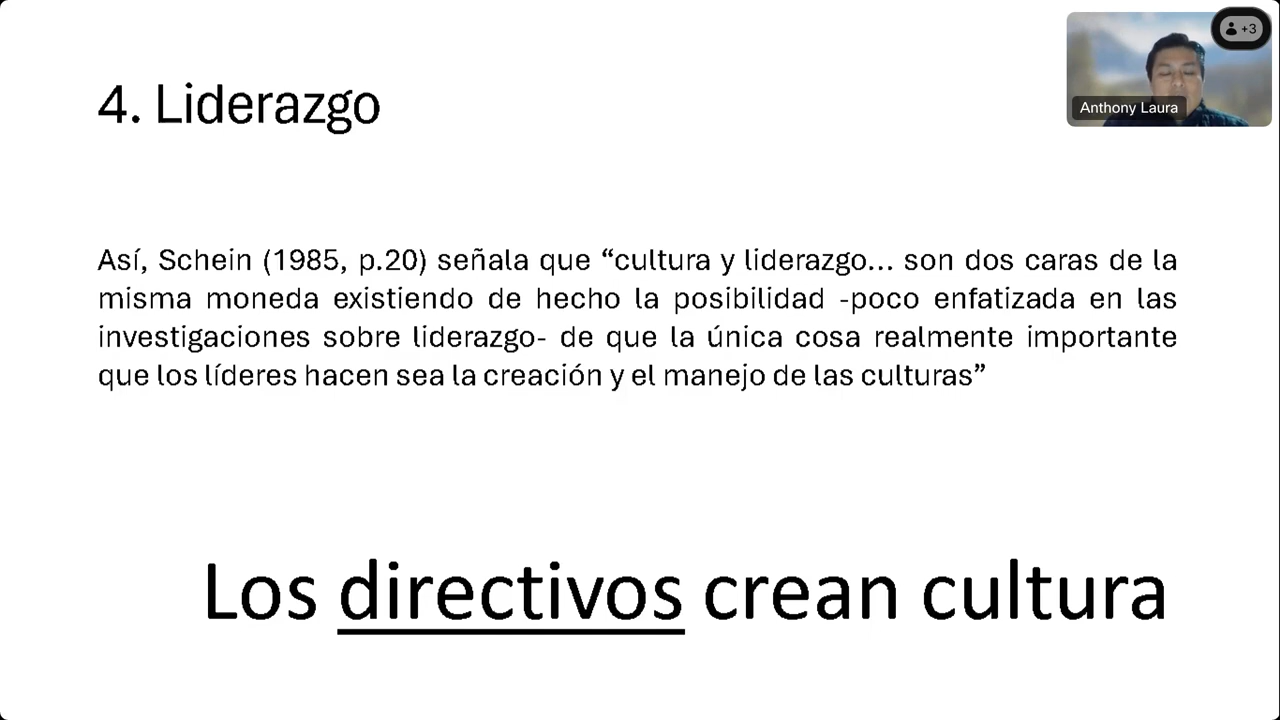 +3
Anthony Laura
4. Liderazgo
Así, Schein (1985, p.20) señala que “cultura y liderazgo... son dos caras de la
misma moneda existiendo de hecho la posibilidad -poco enfatizada en las
investigaciones sobre liderazgo- de que la única cosa realmente importante
que los líderes hacen sea la creación y el manejo de las culturas”
Los directivos crean cultura